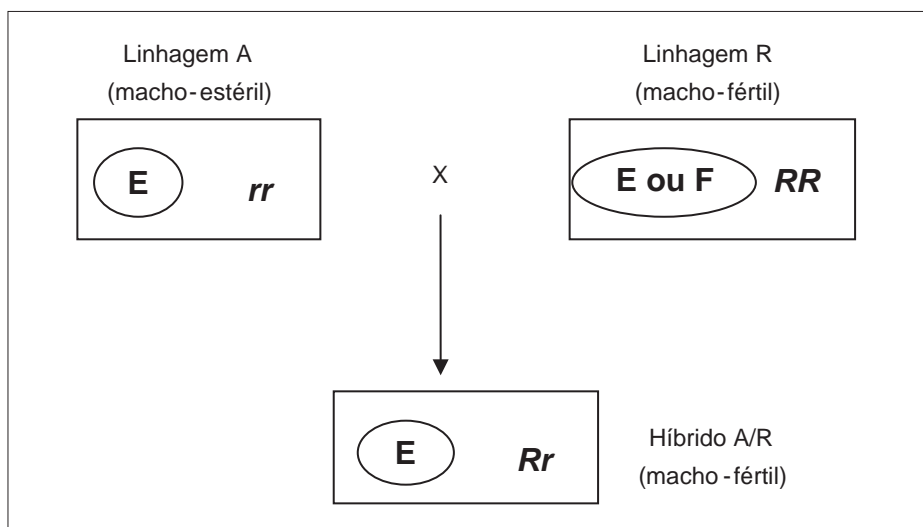 Linhagem A
(macho-estéril)
Linhagem R
(macho-fértil)
E rr
X
E ou F RR
E Rr
Híbrido A/R
(macho-fértil)